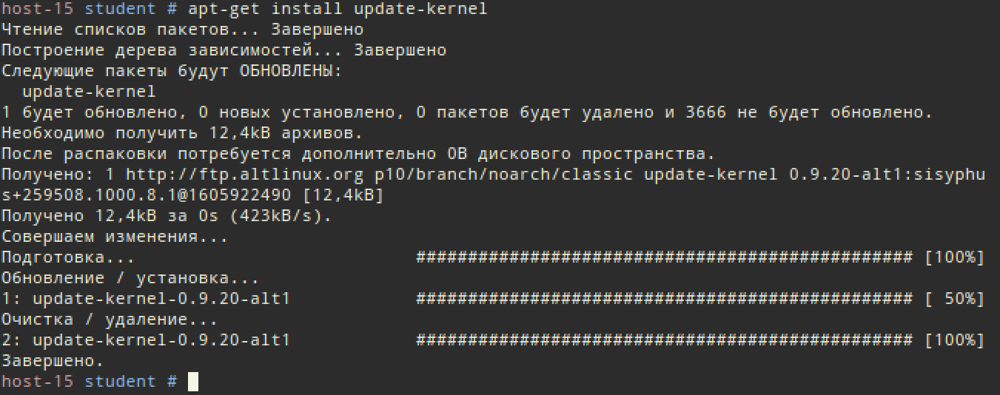 host-15 student # apt-get install update-kernel
Чтение списков пакетов... Завершено
Построение дерева зависимостей... Завершено
Следующие пакеты будут ОБНОВЛЕНЫ:
  update-kernel
1 будет обновлено, 0 новых установлено, 0 пакетов будет удалено и 3666 не будет обновлено.
Необходимо получить 12,4kB архивов.
После распаковки потребуется дополнительно 0B дискового пространства.
Получено: 1 http://ftp.altlinux.org p10/branch/noarch/classic update-kernel 0.9.20-alt1:sisyphu
s+259508.1000.8.1@1605922490 [12,4kB]
Получено 12,4kB за 0s (423kB/s).
Совершаем изменения...
Подготовка... ################################################ [100%]
Обновление / установка...
1: update-kernel-0.9.20-alt1 ################################################ [ 50%]
Очистка / удаление...
2: update-kernel-0.9.20-alt1 ################################################ [100%]
Завершено.
host-15 student #